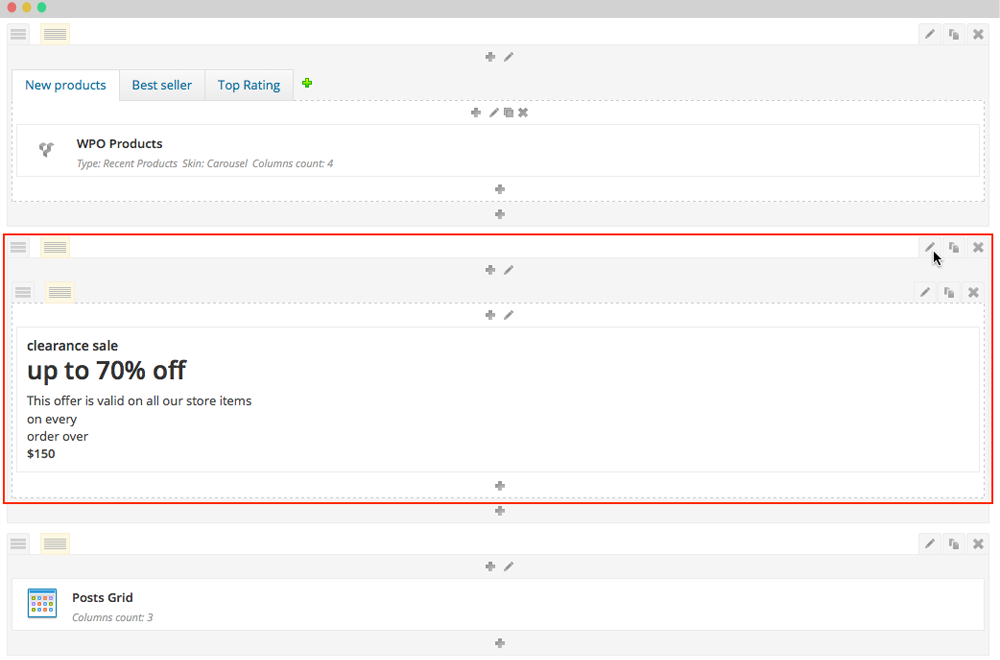 New products
Best seller
Top Rating
WPO Products
Type: Recent Products Skin: Carousel Columns count: 4
clearance sale
up to 70% off
This offer is valid on all our store items
on every
order over
$150
Posts Grid
Columns count: 3